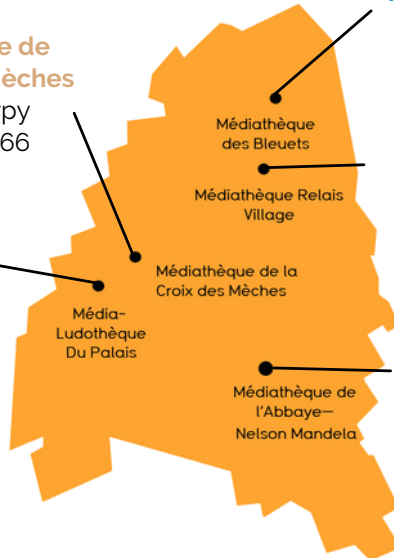 e de
èches
rpy
66
Médiathèque
des Bleuets
Médiathèque Relais
Village
Médiathèque de la
Croix des Mèches
Média-
Ludothèque
Du Palais
Médiathèque de
l'Abbaye—
Nelson Mandela